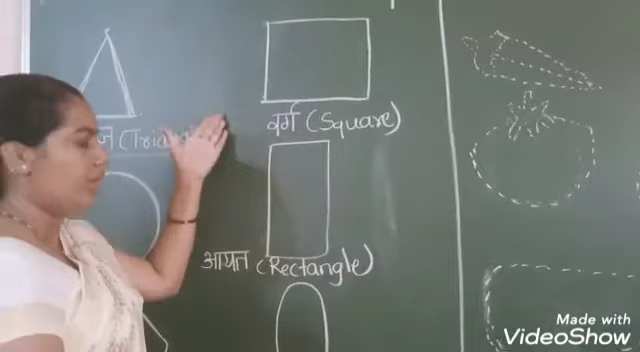 वर्ग (Square)
आयत (Rectangle)
Made with
VideoShow